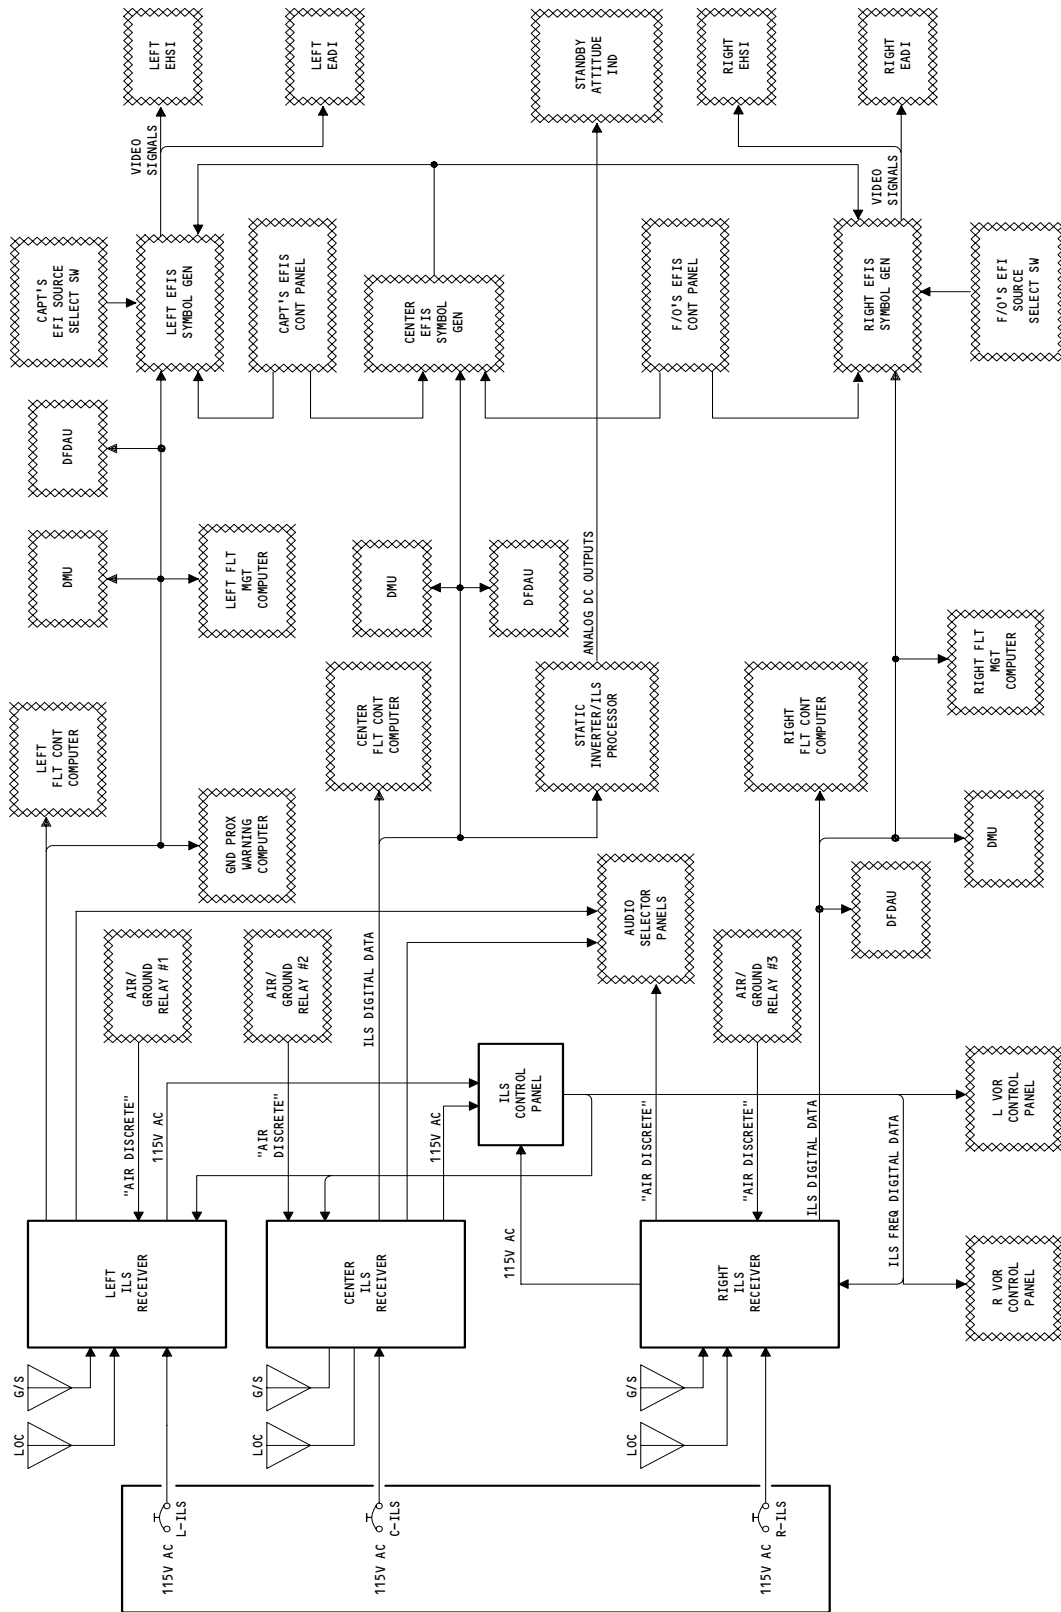 115V AC
L-ILS
115V AC
C-ILS
115V AC
R-ILS
LOC
G/S
LOC
G/S
LOC
G/S
LEFT
ILS
RECEIVER
CENTER
ILS
RECEIVER
RIGHT
ILS
RECEIVER
R VOR
CONTROL
PANEL
"AIR DISCRETE"
115V AC
"AIR
DISCRETE"
115V AC
115V AC
"AIR DISCRETE"
"AIR DISCRETE"
ILS DIGITAL DATA
ILS FREQ DIGITAL DATA
ILS
CONTROL
PANEL
L VOR
CONTROL
PANEL
AIR/
GROUND
RELAY #1
AIR/
GROUND
RELAY #2
ILS DIGITAL DATA
AUDIO
SELECTOR
PANELS
AIR/
GROUND
RELAY #3
DFDAU
DMU
LEFT
FLT CONT
COMPUTER
GND PROX
WARNING
COMPUTER
CENTER
FLT CONT
COMPUTER
STATIC
INVERTER/ILS
PROCESSOR
RIGHT
FLT CONT
COMPUTER
RIGHT FLT
MGT
COMPUTER
DMU
LEFT FLT
MGT
COMPUTER
DMU
DFDAU
ANALOG DC OUTPUTS
DFDAU
CAPT'S
EFI SOURCE
SELECT SW
LEFT EFIS
SYMBOL GEN
CAPT'S EFIS
CONT PANEL
CENTER
EFIS
SYMBOL
GEN
F/O'S EFIS
CONT PANEL
RIGHT EFIS
SYMBOL GEN
F/O'S EFI
SOURCE
SELECT SW
VIDEO
SIGNALS
VIDEO
SIGNALS
LEFT
EHSI
LEFT
EADI
STANDBY
ATTITUDE
IND
RIGHT
EHSI
RIGHT
EADI